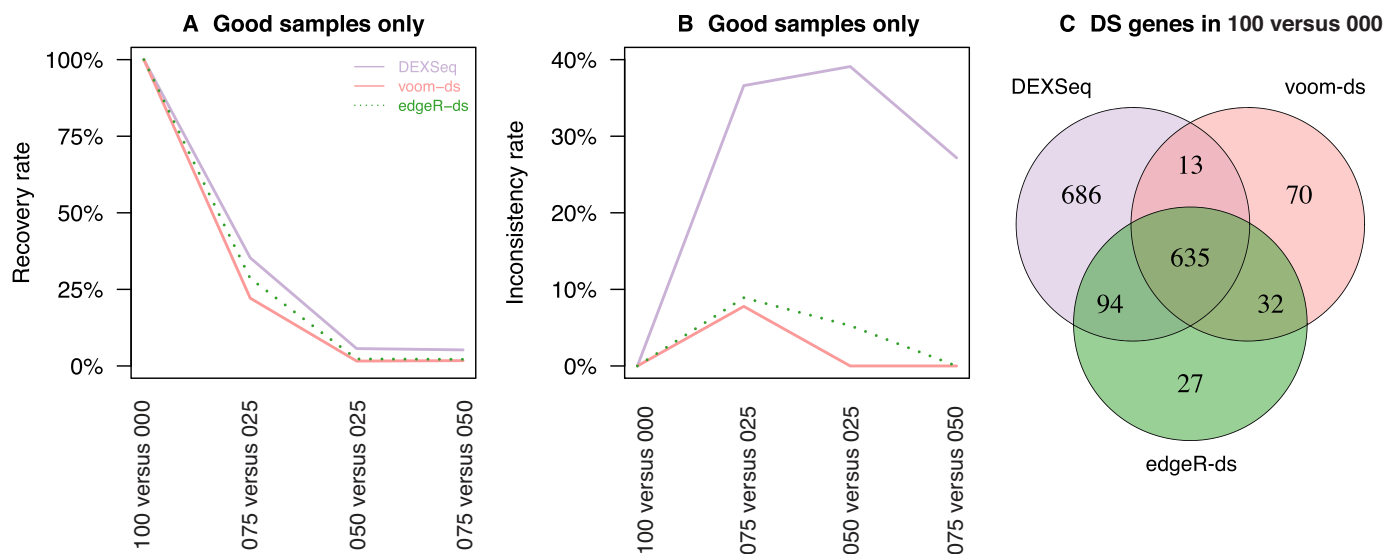 A Good samples only
100%
75%
50%
25%
0%
Recovery rate
DEXSeq
voom−ds
edgeR−ds
100 versus 000
075 versus 025
050 versus 025
075 versus 050
B Good samples only
40%
30%
20%
10%
0%
Inconsistency rate
100 versus 000
075 versus 025
050 versus 025
075 versus 050
C DS genes in 100 versus 000
DEXSeq
voom-ds
13
686
70
635
94
32
27
edgeR-ds